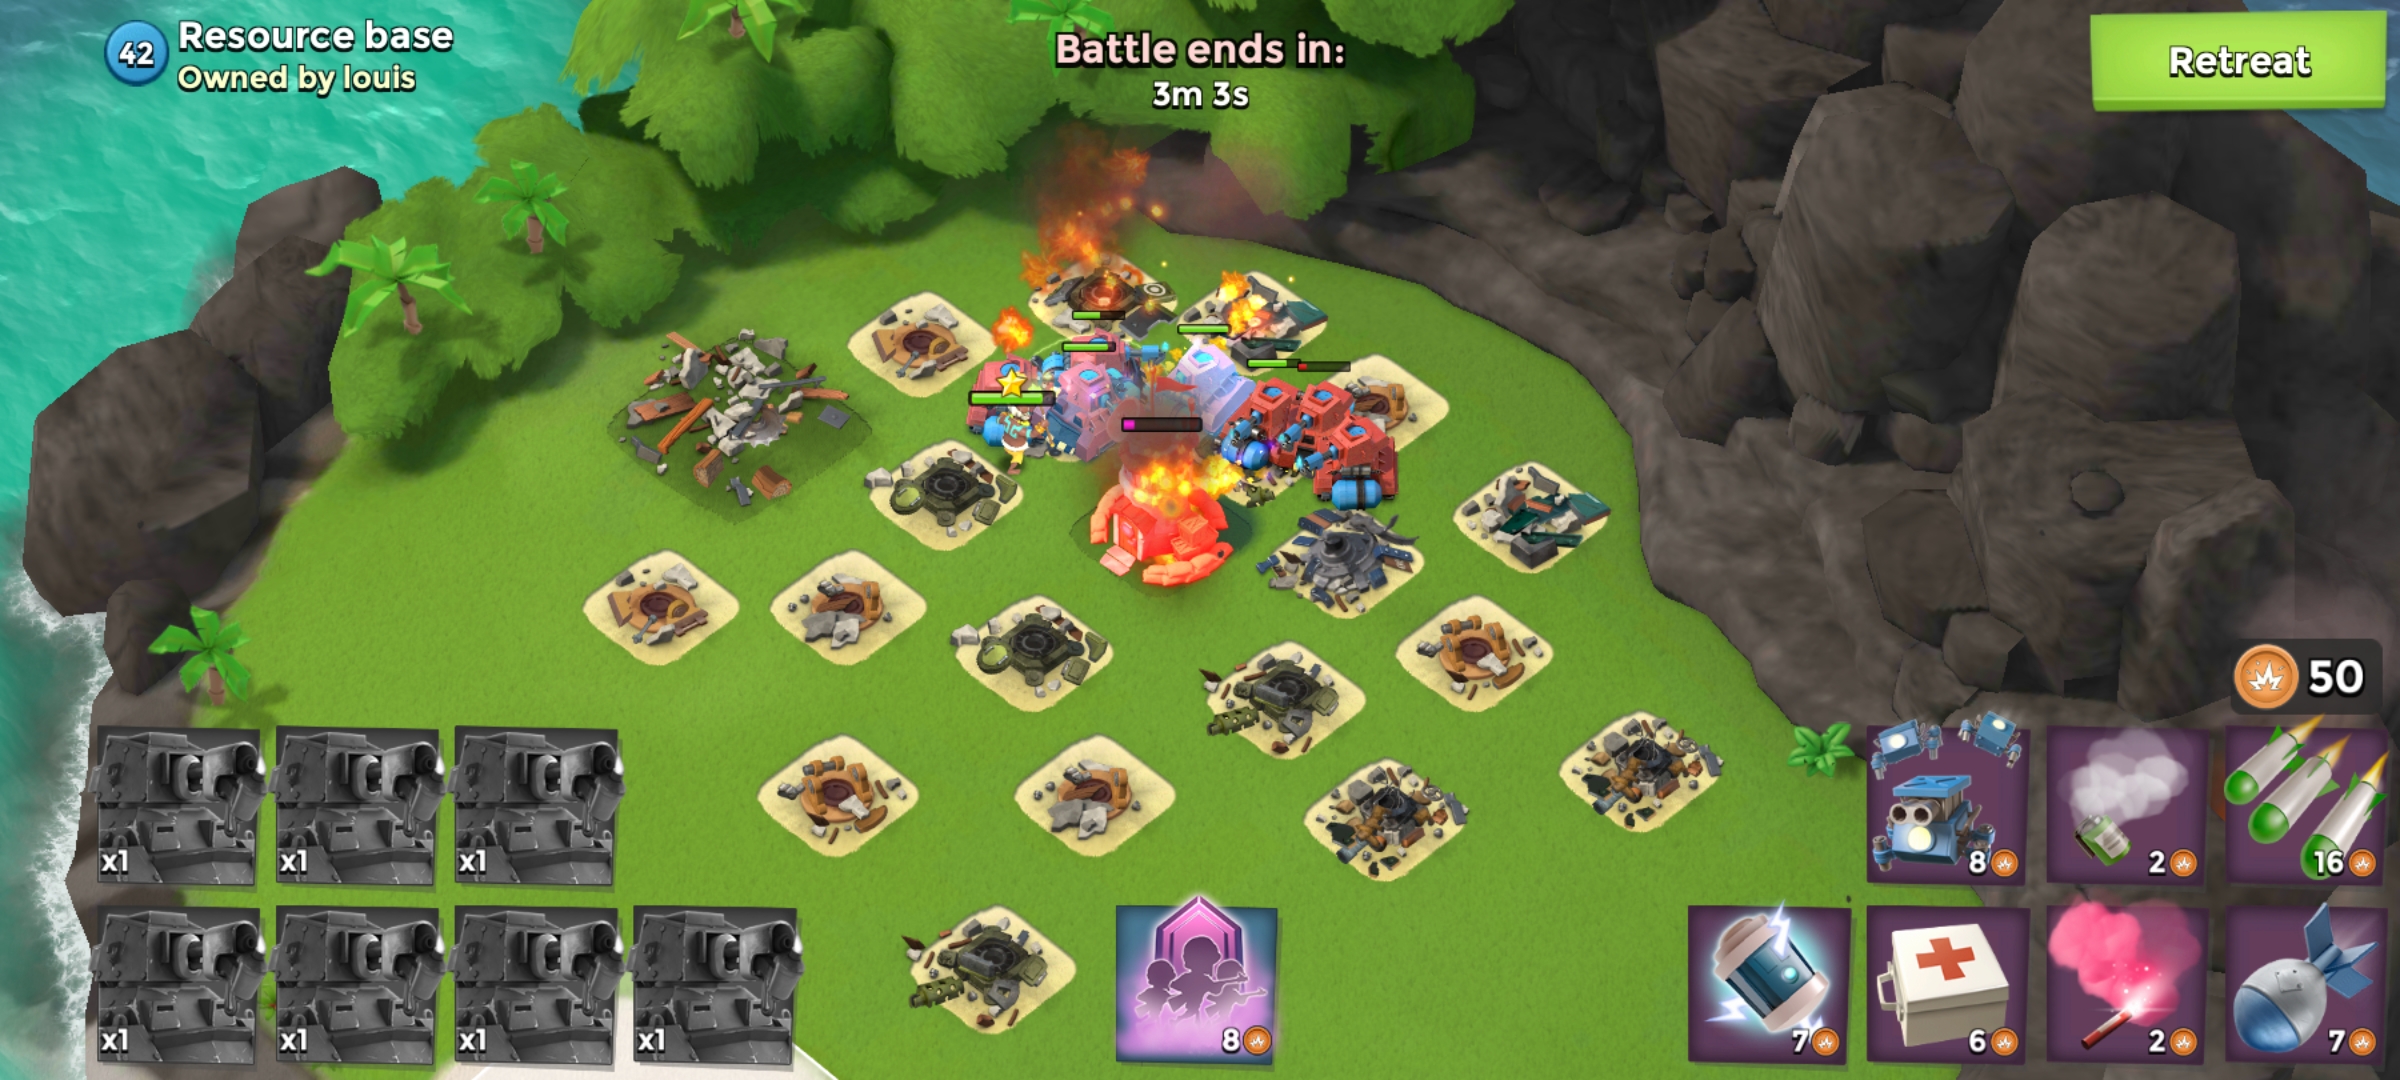 42
Resource base
Owned by louis
Battle ends in:
3m 3s
Retreat
50
x1
x1
x1
8
2
16
x1
x1
x1
x1
8
7
6
2
7